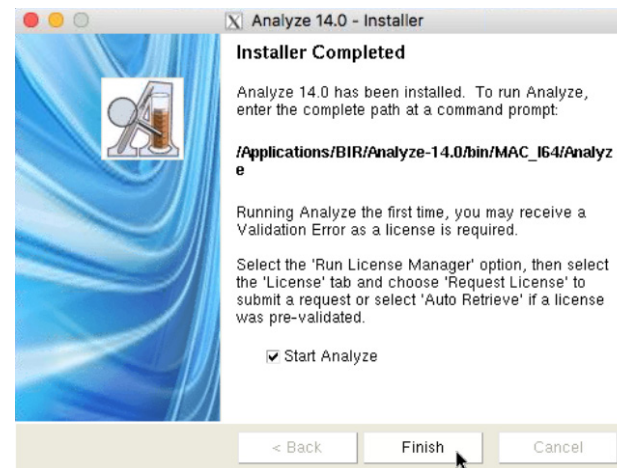 Analyze 14.0 - Installer
Installer Completed
Analyze 14.0 has been installed. To run Analyze,
enter the complete path at a command prompt:
/Applications/BIR/Analyze-14.0/bin/MAC_I64/Analyz
e
Running Analyze the first time, you may receive a
Validation Error as a license is required.
Select the 'Run License Manager' option, then select
the 'License' tab and choose 'Request License' to
submit a request or select 'Auto Retrieve' if a license
was pre-validated.
Start Analyze
< Back Finish Cancel